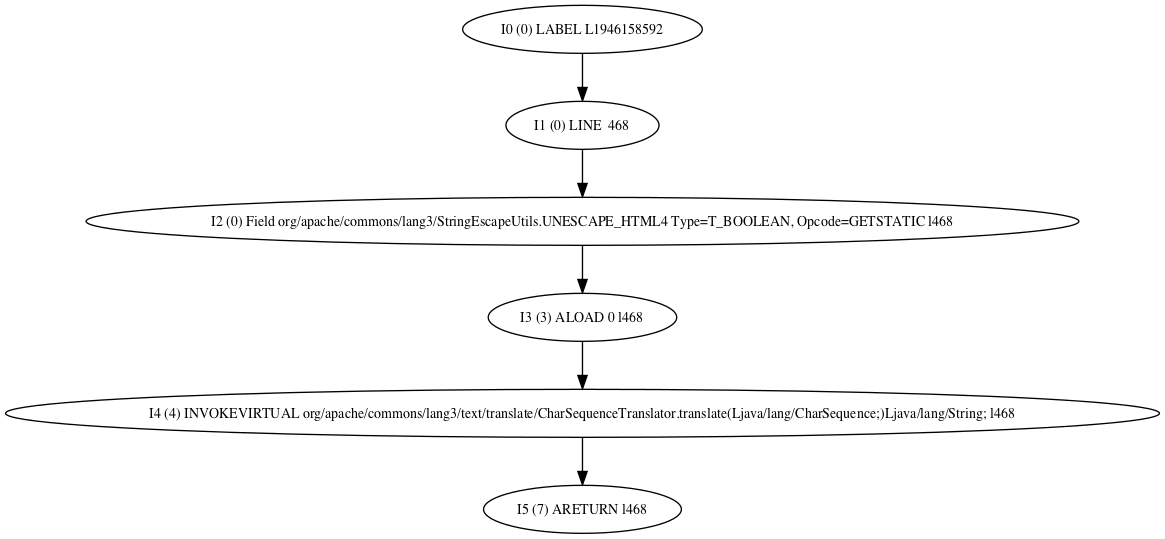 I0 (0) LABEL L1946158592
I1 (0) LINE 468
I2 (0) Field org/apache/commons/lang3/StringEscapeUtils.UNESCAPE_HTML4 Type=T_BOOLEAN, Opcode=GETSTATIC l468
I3 (3) ALOAD 0 l468
I4 (4) INVOKEVIRTUAL org/apache/commons/lang3/text/translate/CharSequenceTranslator.translate(Ljava/lang/CharSequence;)Ljava/lang/String; l468
I5 (7) ARETURN l468